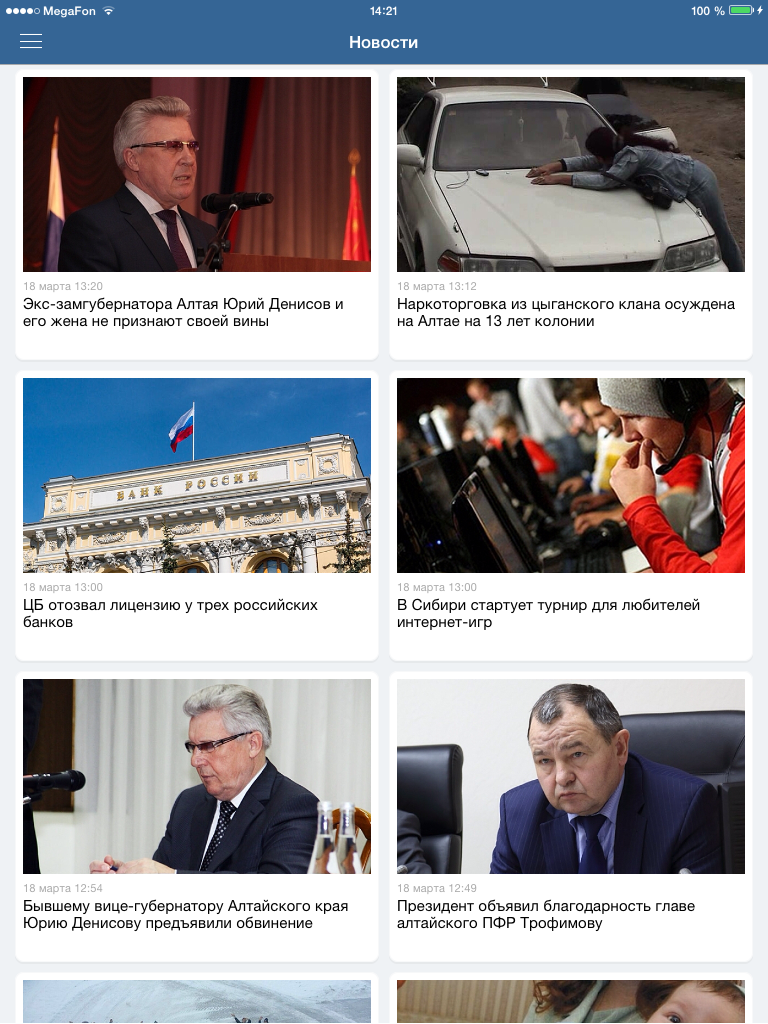 MegaFon
14:21
100 %
Новости
18 марта 13:20
Экс-замгубернатора Алтая Юрий Денисов и
его жена не признают своей вины
18 марта 13:12
Наркоторговка из цыганского клана осуждена
на Алтае на 13 лет колонии
БАНК РОССИИ
18 марта 13:00
ЦБ отозвал лицензию у трех российских
банков
18 марта 13:00
В Сибири стартует турнир для любителей
интернет-игр
18 марта 12:54
Бывшему вице-губернатору Алтайского края
Юрию Денисову предъявили обвинение
18 марта 12:49
Президент объявил благодарность главе
алтайского ПФР Трофимову